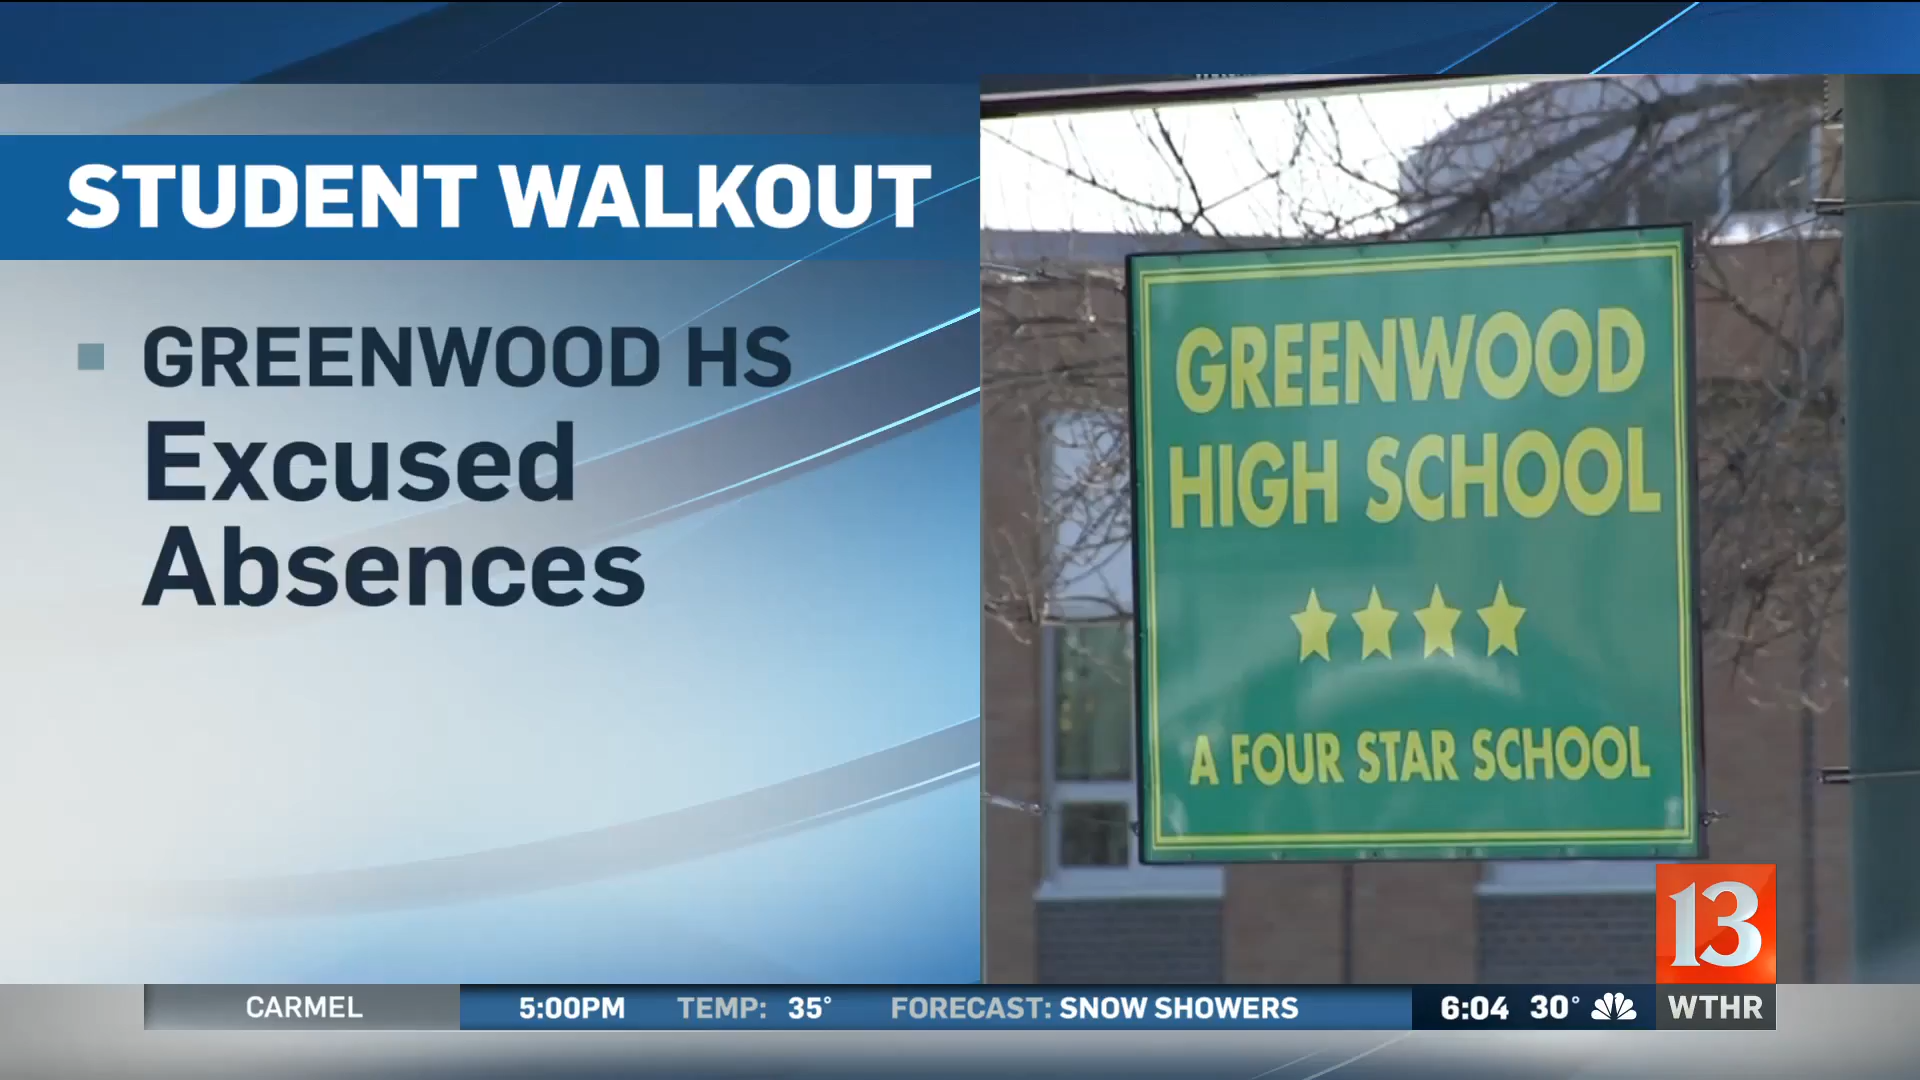 STUDENT WALKOUT
GREENWOOD HS
Excused
Absences
GREENWOOD
HIGH SCHOOL
A FOUR STAR SCHOOL
13
CARMEL 5:00PM TEMP: 35° FORECAST: SNOW SHOWERS 6:04 30° WTHR